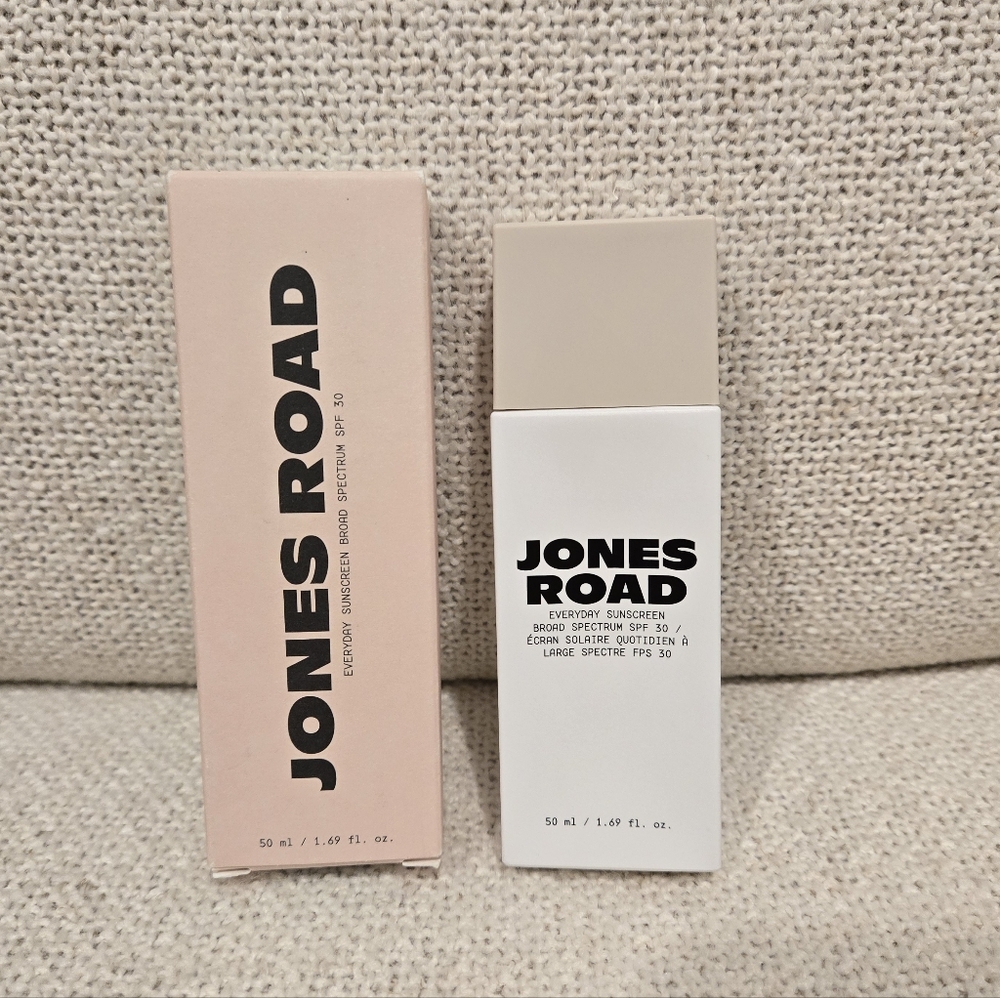 JONES ROAD
EVERYDAY SUNSCREEN BROAD SPECTRUM SPF 30
50 ml / 1.69 fl. oz.
JONES
ROAD
EVERYDAY SUNSCREEN
BROAD SPECTRUM SPF 30 /
ÉCRAN SOLAIRE QUOTIDIEN À
LARGE SPECTRE FPS 30
50 ml / 1.69 fl. oz.